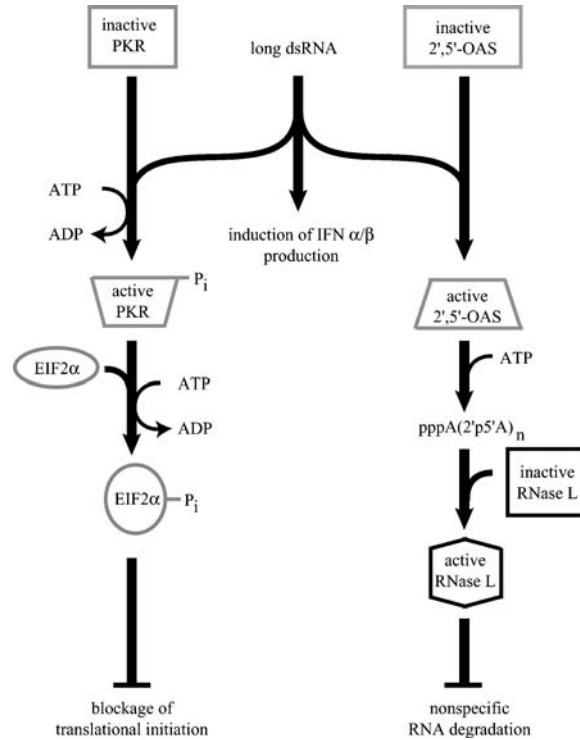 inactive
PKR
long dsRNA
inactive
2',5'-OAS
ATP
ADP
induction of IFN α/β
production
active
PKR
Pi
active
2',5'-OAS
EIF2α
ATP
ADP
ATP
pppA(2'p5'A)n
inactive
RNase L
EIF2α
Pi
active
RNase L
blockage of
translational initiation
nonspecific
RNA degradation